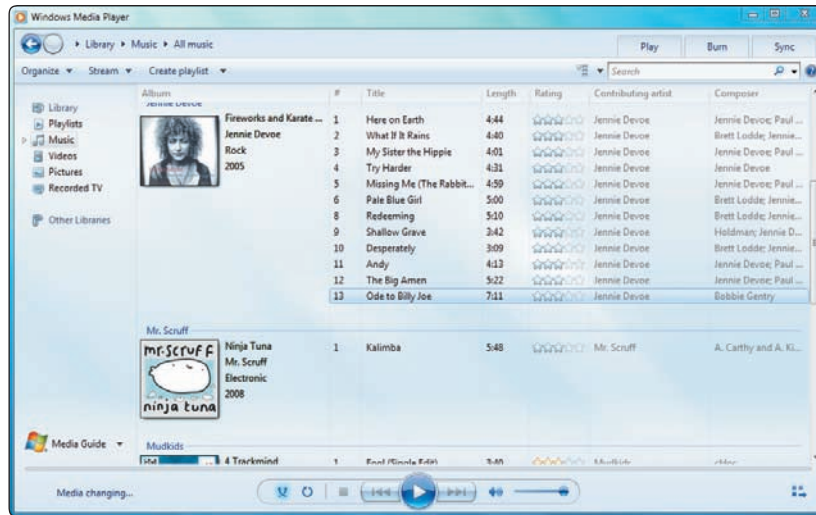 Windows Media Player
Library Music All music
Play Burn Sync
Organize Stream Create playlist Search
Album # Title Length Rating Contributing artist Composer
Library
Playlists
Music
Videos
Pictures
Recorded TV
Other Libraries
Jennie Devoe
Fireworks and Karate ...
Jennie Devoe
Rock
2005
1 Here on Earth 4:44 Jennie Devoe Jennie Devoe; Paul ...
2 What If It Rains 4:40 Jennie Devoe Brett Lodde; Jennie...
3 My Sister the Hippie 4:01 Jennie Devoe Jennie Devoe; Paul ...
4 Try Harder 4:31 Jennie Devoe Jennie Devoe
5 Missing Me (The Rabbit... 4:59 Jennie Devoe Jennie Devoe; Paul ...
6 Pale Blue Girl 5:00 Jennie Devoe Brett Lodde; Jennie...
8 Redeeming 5:10 Jennie Devoe Brett Lodde; Jennie...
9 Shallow Grave 3:42 Jennie Devoe Holdman; Jennie D...
10 Desperately 3:09 Jennie Devoe Brett Lodde; Jennie...
11 Andy 4:13 Jennie Devoe Jennie Devoe; Paul ...
12 The Big Amen 5:22 Jennie Devoe Jennie Devoe; Paul ...
13 Ode to Billy Joe 7:11 Jennie Devoe Bobbie Gentry
Mr. Scruff
mr.scruff
ninja tuna
Ninja Tuna
Mr. Scruff
Electronic
2008
1 Kalimba 5:48 Mr. Scruff A. Carthy and A. Ki...
Mudkids
4 Trackmind 1 Fool (Single Edit) 3:40 Mudkids
Media Guide
Media changing...